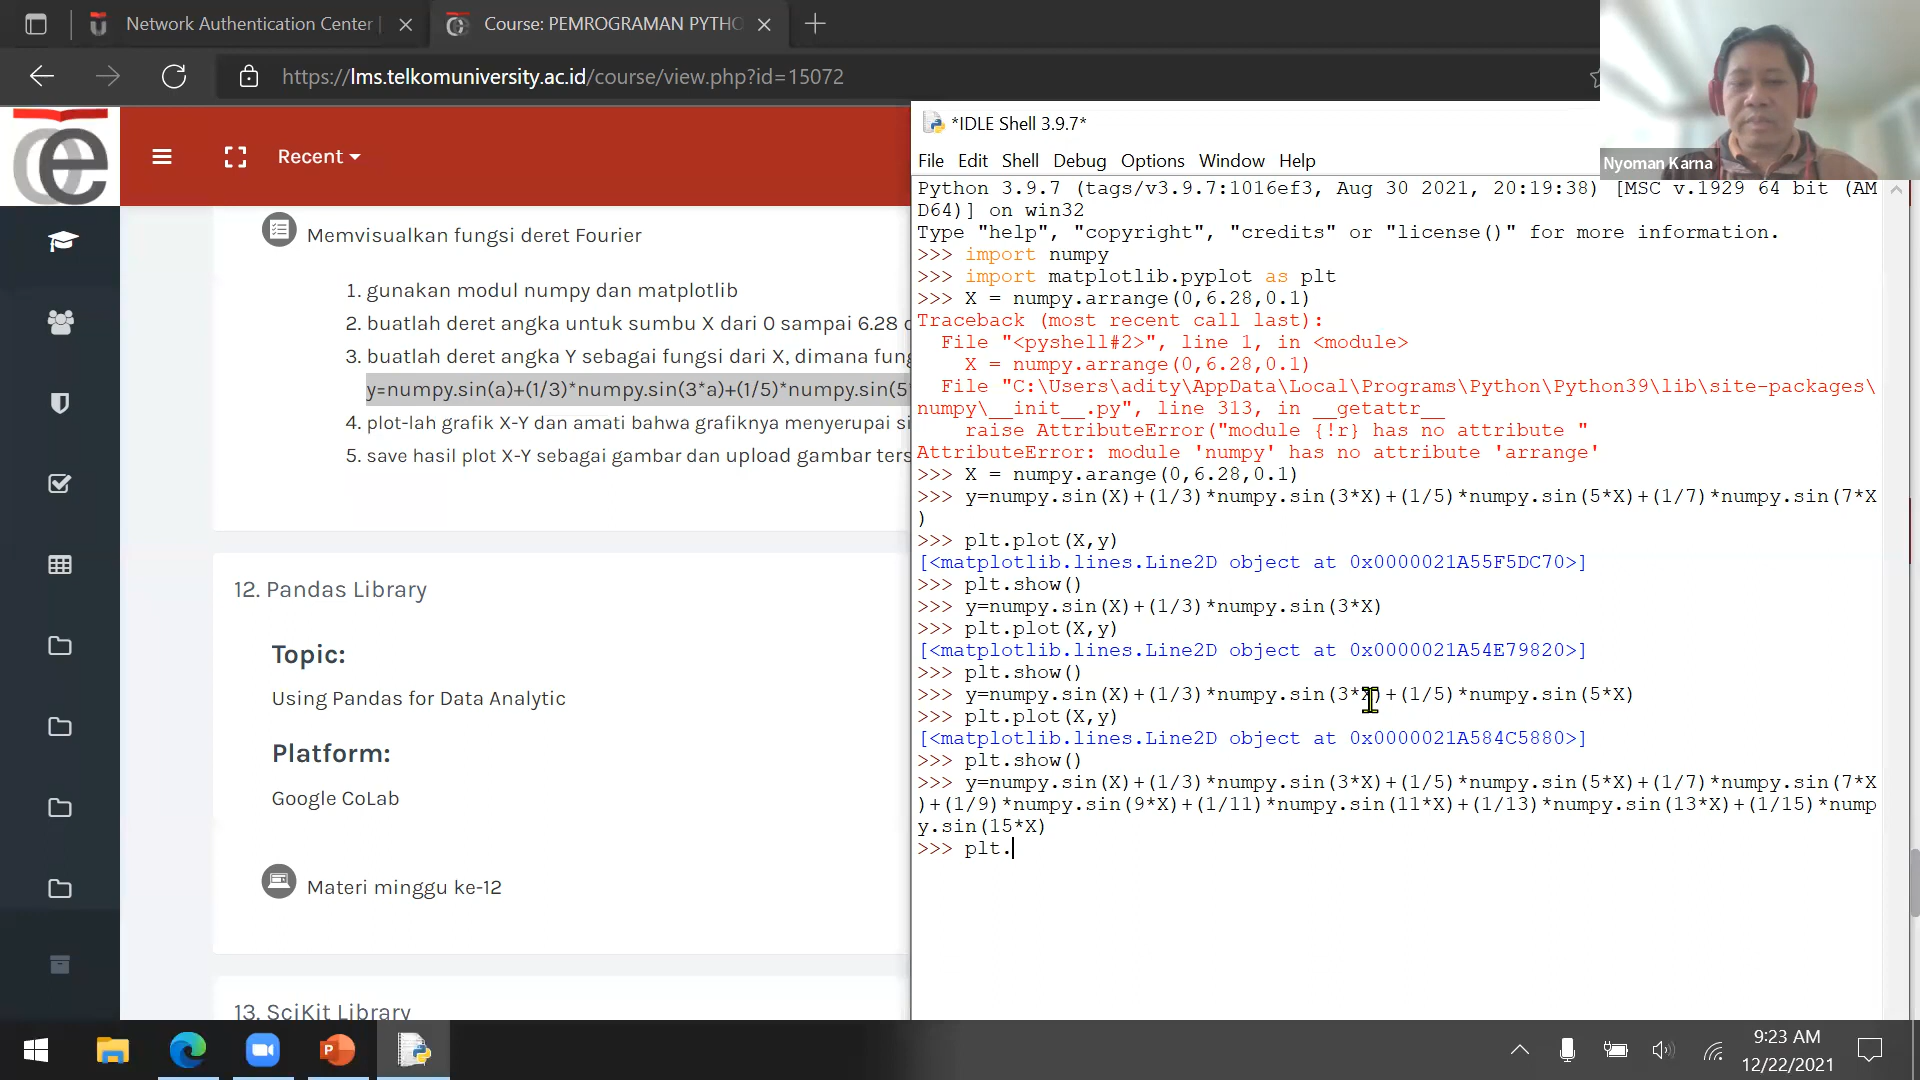 Network Authentication Center |
Course: PEMROGRAMAN PYTHO
https://lms.telkomuniversity.ac.id/course/view.php?id=15072
Recent
Memvisualkan fungsi deret Fourier
1. gunakan modul numpy dan matplotlib
2. buatlah deret angka untuk sumbu X dari 0 sampai 6.28 d
3. buatlah deret angka Y sebagai fungsi dari X, dimana fung
y=numpy.sin(a)+(1/3)*numpy.sin(3*a)+(1/5)*numpy.sin(5*
4. plot-lah grafik X-Y dan amati bahwa grafiknya menyerupai si
5. save hasil plot X-Y sebagai gambar dan upload gambar ters
12. Pandas Library
Topic:
Using Pandas for Data Analytic
Platform:
Google CoLab
Materi minggu ke-12
13. SciKit Library
*IDLE Shell 3.9.7*
File Edit Shell Debug Options Window Help
Python 3.9.7 (tags/v3.9.7:1016ef3, Aug 30 2021, 20:19:38) [MSC v.1929 64 bit (AM
D64)] on win32
Type "help", "copyright", "credits" or "license()" for more information.
>>> import numpy
>>> import matplotlib.pyplot as plt
>>> X = numpy.arrange(0,6.28,0.1)
Traceback (most recent call last):
File "<pyshell#2>", line 1, in <module>
X = numpy.arrange(0,6.28,0.1)
File "C:\Users\adity\AppData\Local\Programs\Python\Python39\lib\site-packages\
numpy\__init__.py", line 313, in __getattr__
raise AttributeError("module {!r} has no attribute "
AttributeError: module 'numpy' has no attribute 'arrange'
>>> X = numpy.arange(0,6.28,0.1)
>>> y=numpy.sin(X)+(1/3)*numpy.sin(3*X)+(1/5)*numpy.sin(5*X)+(1/7)*numpy.sin(7*X
)
>>> plt.plot(X,y)
[<matplotlib.lines.Line2D object at 0x0000021A55F5DC70>]
>>> plt.show()
>>> y=numpy.sin(X)+(1/3)*numpy.sin(3*X)
>>> plt.plot(X,y)
[<matplotlib.lines.Line2D object at 0x0000021A54E79820>]
>>> plt.show()
>>> y=numpy.sin(X)+(1/3)*numpy.sin(3*X)+(1/5)*numpy.sin(5*X)
>>> plt.plot(X,y)
[<matplotlib.lines.Line2D object at 0x0000021A584C5880>]
>>> plt.show()
>>> y=numpy.sin(X)+(1/3)*numpy.sin(3*X)+(1/5)*numpy.sin(5*X)+(1/7)*numpy.sin(7*X
)+(1/9)*numpy.sin(9*X)+(1/11)*numpy.sin(11*X)+(1/13)*numpy.sin(13*X)+(1/15)*nump
y.sin(15*X)
>>> plt.
Nyoman Karna
9:23 AM
12/22/2021